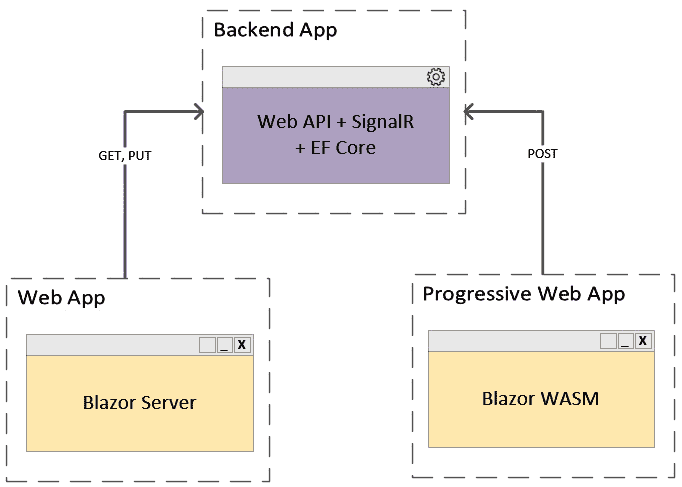 Backend App
Web API + SignalR
+ EF Core
GET, PUT
POST
Web App
_ X
Blazor Server
Progressive Web App
_ X
Blazor WASM